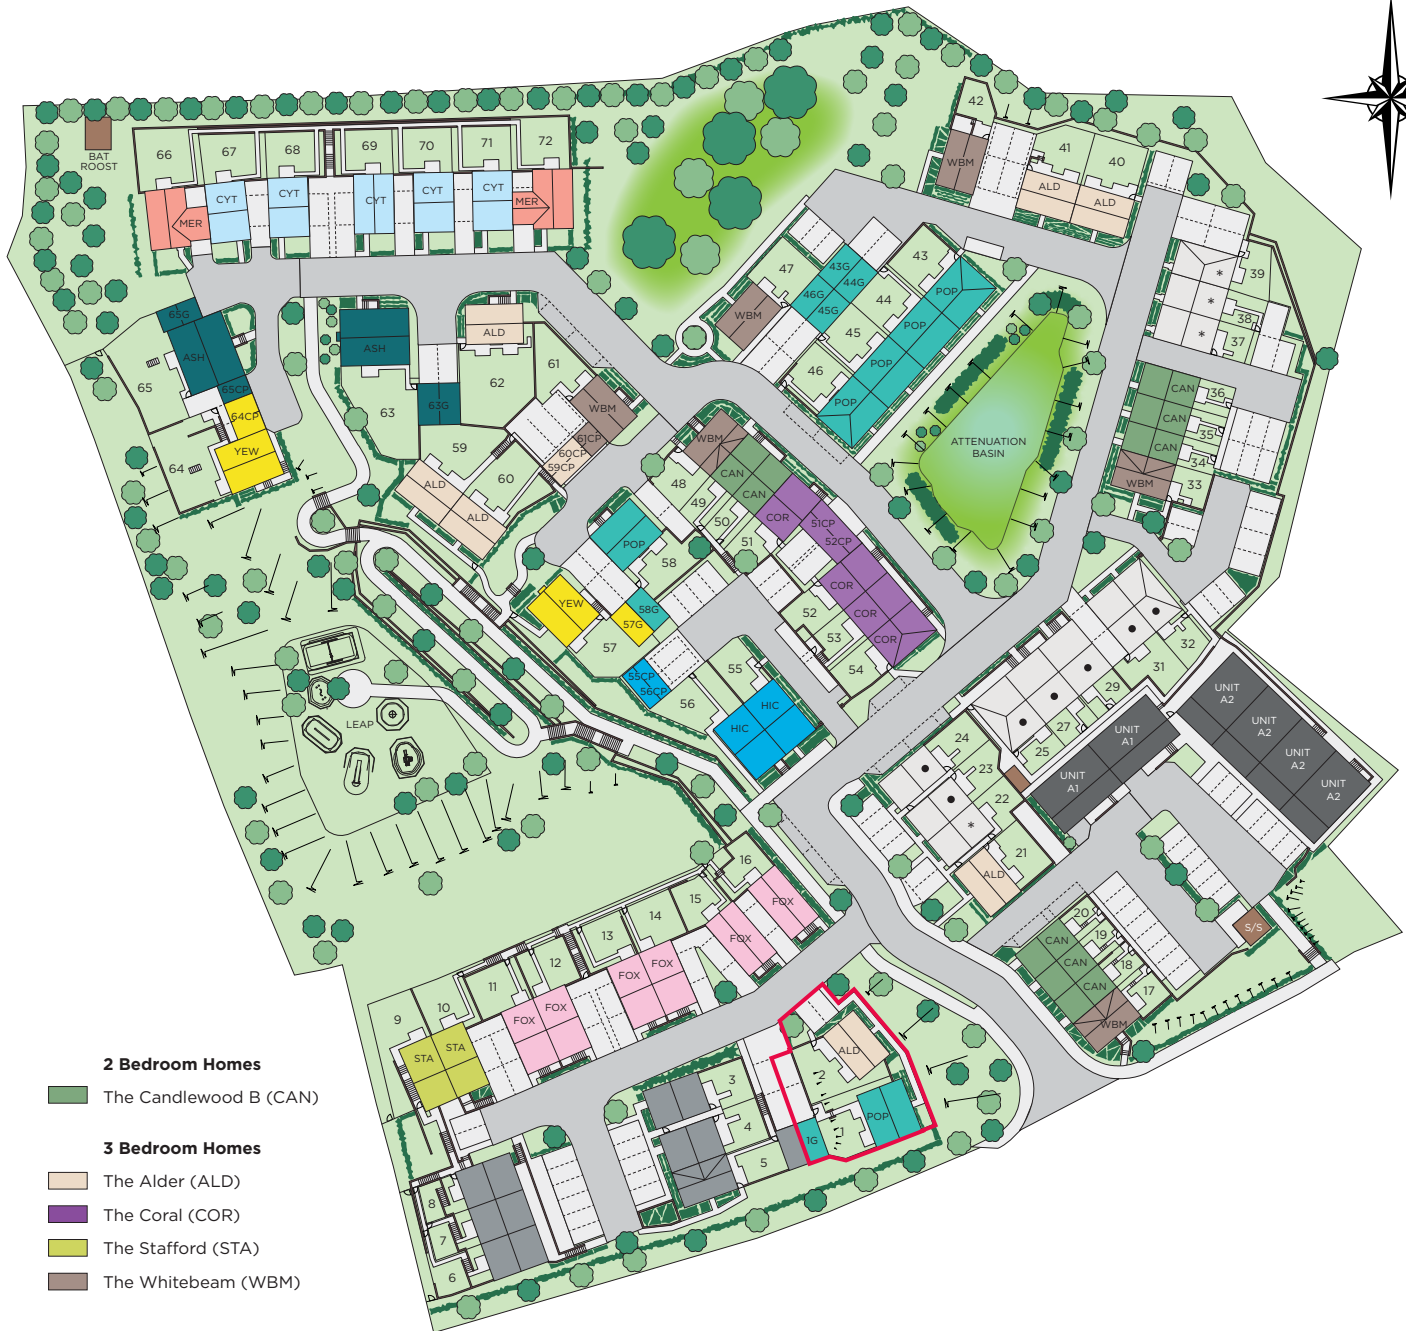 BAT
ROOST
66
67
68
69
70
71
72
MER
CYT
CYT
CYT
CYT
CYT
MER
42
WBM
41
40
ALD
ALD
39
*
*
*
38
37
47
WBM
43G
44G
46G
45G
43
44
45
46
POP
POP
POP
POP
65G
ASH
65CP
65
64CP
YEW
64
ASH
63
63G
ALD
62
61
WBM
61CP
60CP
59CP
59
60
ALD
ALD
CAN
CAN
CAN
WBM
36
35
34
33
ATTENUATION
BASIN
WBM
CAN
CAN
COR
51CP
52CP
COR
COR
COR
48
49
50
51
52
53
54
POP
58
YEW
58G
57G
57
55CP
56CP
55
56
HIC
HIC
LEAP
32
31
29
27
25
24
23
22
21
*
ALD
UNIT
A1
UNIT
A1
UNIT
A2
UNIT
A2
UNIT
A2
UNIT
A2
S/S
20
19
18
17
CAN
CAN
CAN
WBM
16
15
14
13
12
11
10
9
FOX
FOX
FOX
FOX
FOX
FOX
STA
STA
ALD
2
1
POP
1G
3
4
5
8
7
6
2 Bedroom Homes
The Candlewood B (CAN)
3 Bedroom Homes
The Alder (ALD)
The Coral (COR)
The Stafford (STA)
The Whitebeam (WBM)